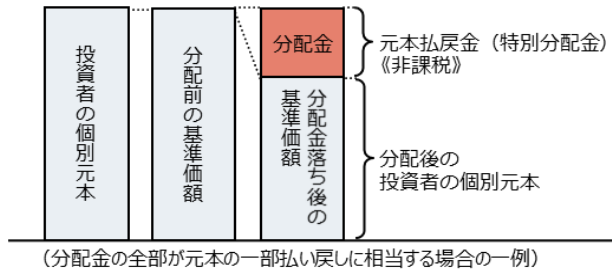 投資者の個別元本
分配前の基準価額
分配金
分配金落ち後の
基準価額
元本払戻金（特別分配金）
《非課税》
分配後の
投資者の個別元本
（分配金の全部が元本の一部払い戻しに相当する場合の一例）